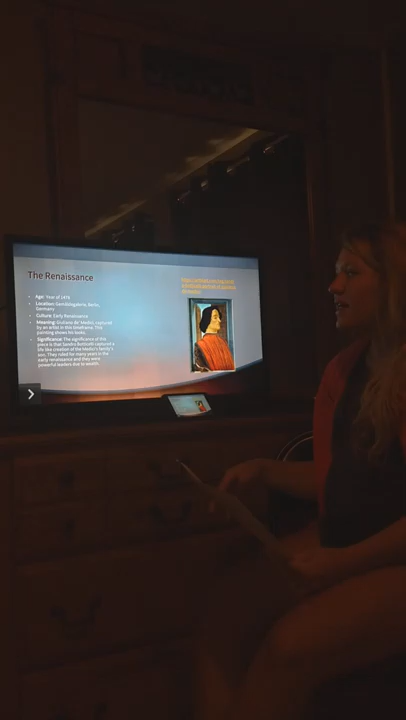 The Renaissance
Age: Year of 1478
Location: Gemäldegalerie, Berlin,
Germany
Culture: Early Renaissance
Meaning: Giuliano de' Medici, captured
by an artist in this timeframe. This
painting shows his looks.
Significance: The significance of this
piece is that Sandro Botticelli captured a
life like creation of the Medici's family's
son. They ruled for many years in the
early renaissance and they were
powerful leaders due to wealth.